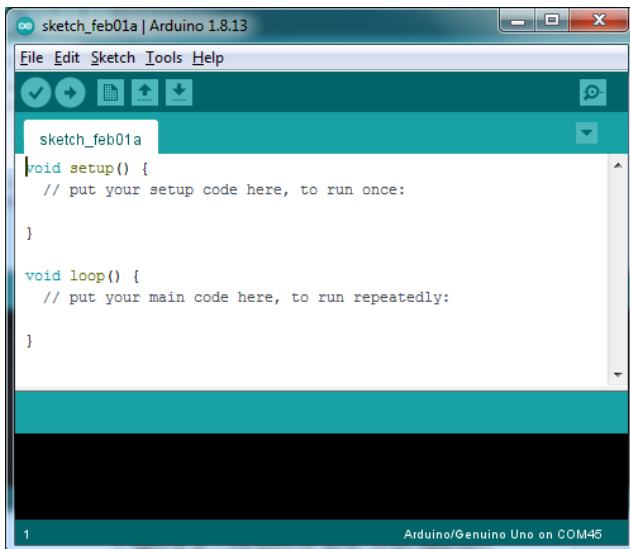 sketch_feb01a | Arduino 1.8.13
File Edit Sketch Tools Help
sketch_feb01a
void setup() {
  // put your setup code here, to run once:
}
void loop() {
  // put your main code here, to run repeatedly:
}
1 Arduino/Genuino Uno on COM45